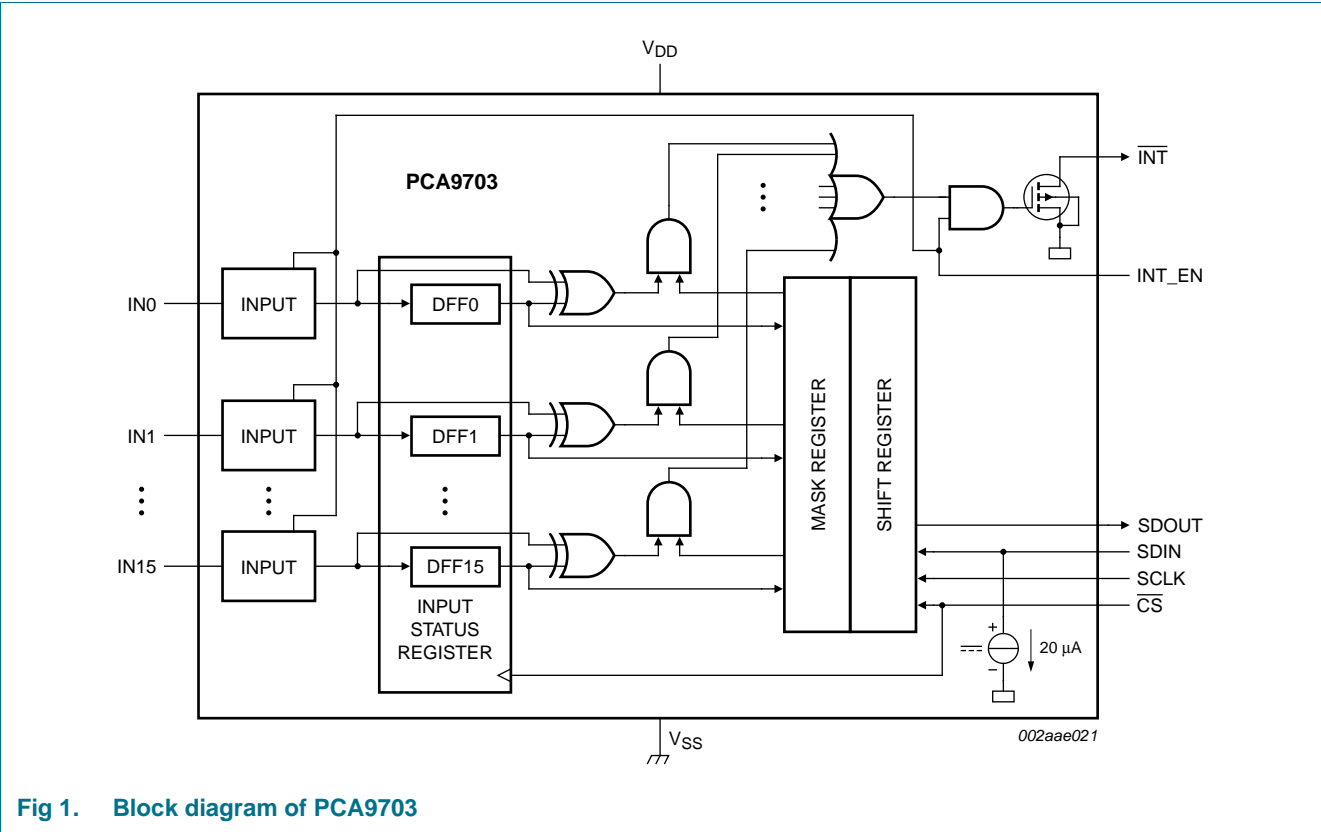 VDD
PCA9703
INT
INT_EN
IN0
INPUT
DFF0
IN1
INPUT
DFF1
IN15
INPUT
DFF15
INPUT
STATUS
REGISTER
MASK REGISTER
SHIFT REGISTER
SDOUT
SDIN
SCLK
CS
+
−
20 μA
VSS
002aae021
Fig 1. Block diagram of PCA9703